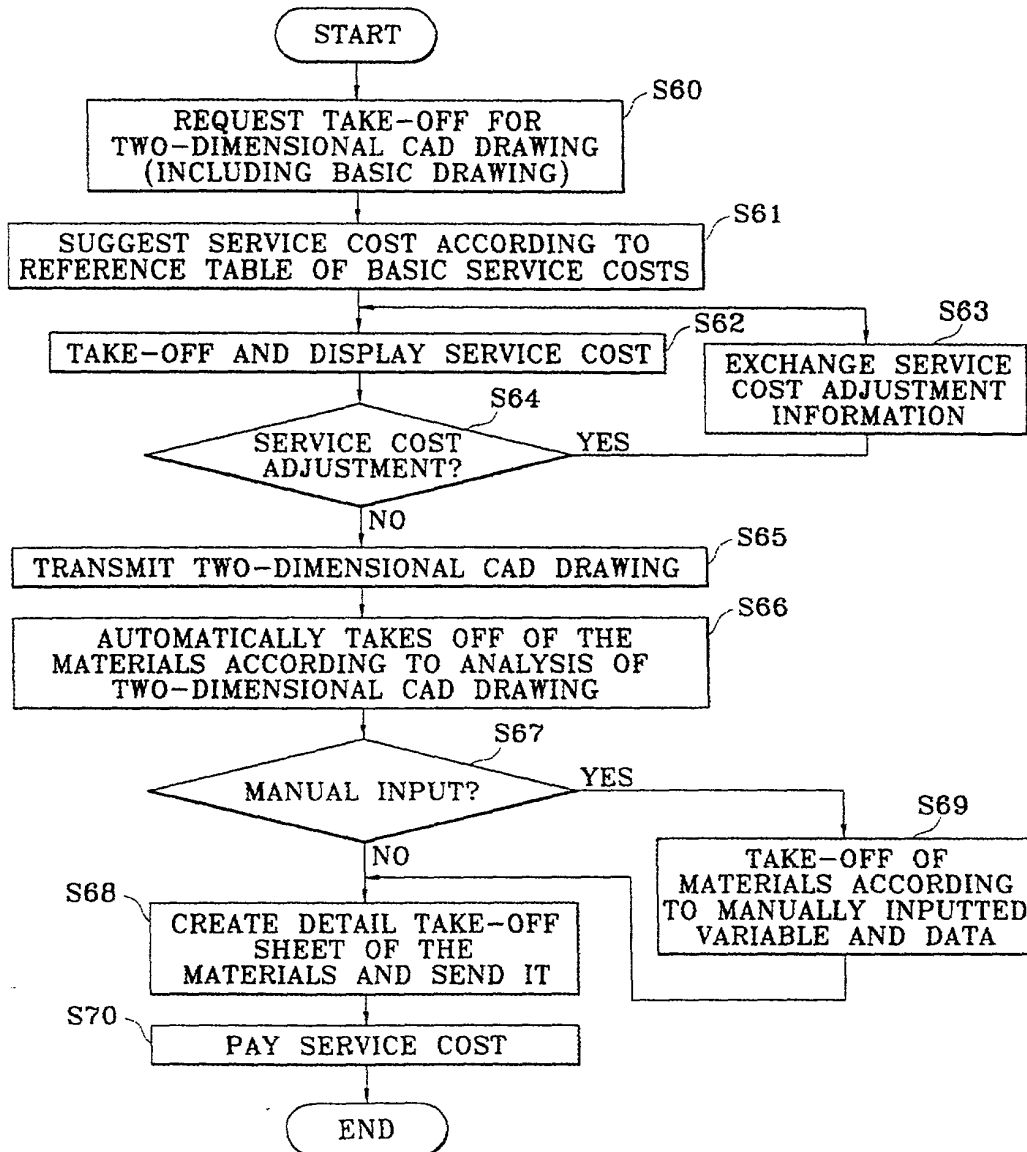 START
S60
REQUEST TAKE-OFF FOR
TWO-DIMENSIONAL CAD DRAWING
(INCLUDING BASIC DRAWING)
S61
SUGGEST SERVICE COST ACCORDING TO
REFERENCE TABLE OF BASIC SERVICE COSTS
S62
TAKE-OFF AND DISPLAY SERVICE COST
S63
EXCHANGE SERVICE
COST ADJUSTMENT
INFORMATION
S64
SERVICE COST
ADJUSTMENT?
YES
NO
S65
TRANSMIT TWO-DIMENSIONAL CAD DRAWING
S66
AUTOMATICALLY TAKES OFF OF THE
MATERIALS ACCORDING TO ANALYSIS OF
TWO-DIMENSIONAL CAD DRAWING
S67
MANUAL INPUT?
YES
NO
S69
TAKE-OFF OF
MATERIALS ACCORDING
TO MANUALLY INPUTTED
VARIABLE AND DATA
S68
CREATE DETAIL TAKE-OFF
SHEET OF THE
MATERIALS AND SEND IT
S70
PAY SERVICE COST
END